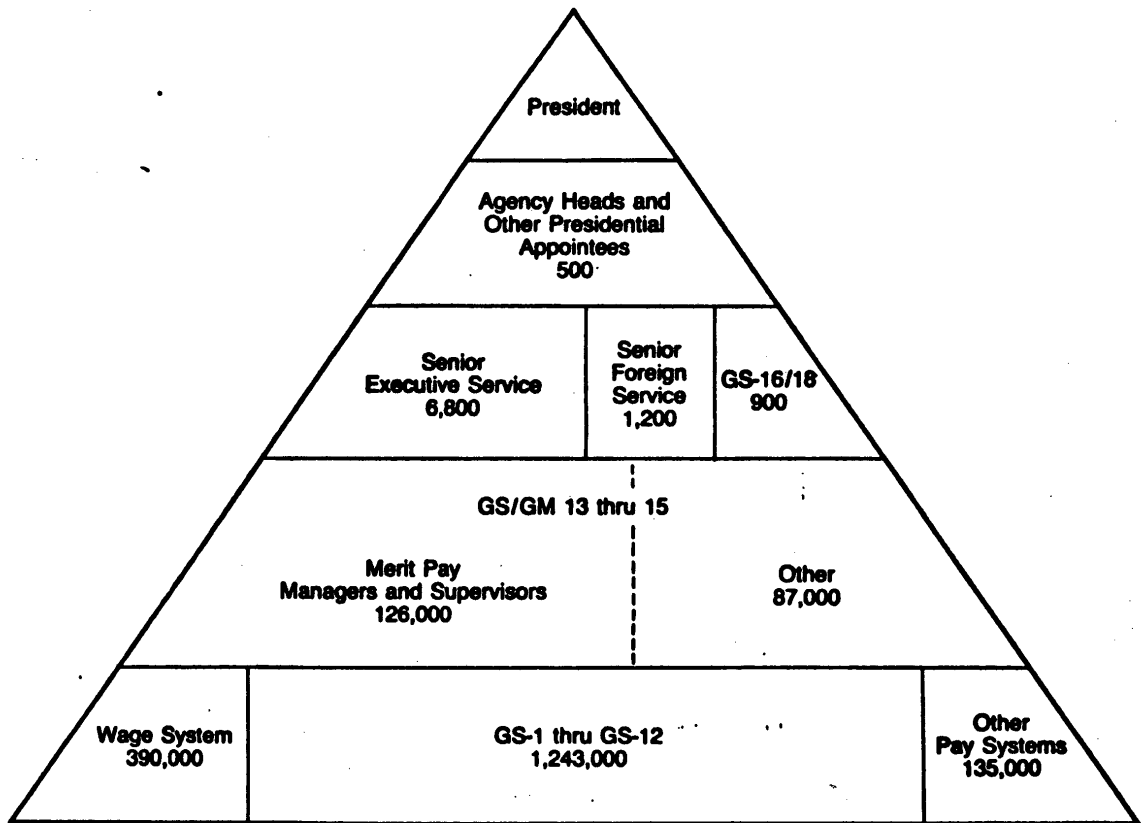 President
Agency Heads and
Other Presidential
Appointees
500
Senior
Executive Service
6,800
Senior
Foreign
Service
1,200
GS-16/18
900
GS/GM 13 thru 15
Merit Pay
Managers and Supervisors
126,000
Other
87,000
Wage System
390,000
GS-1 thru GS-12
1,243,000
Other
Pay Systems
135,000